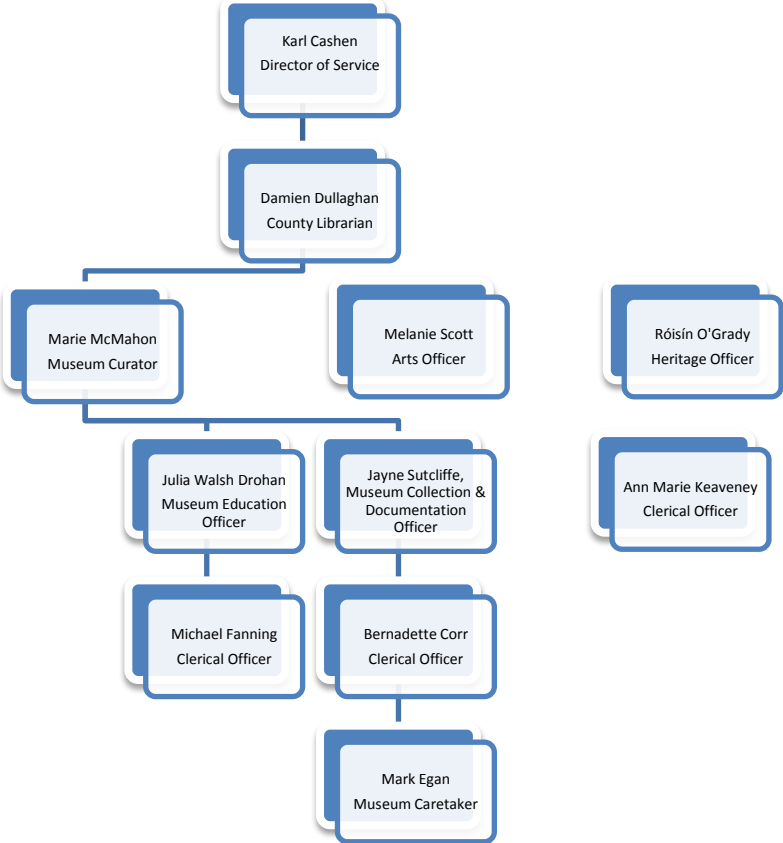 Karl Cashen
Director of Service
Damien Dullaghan
County Librarian
Marie McMahon
Museum Curator
Melanie Scott
Arts Officer
Róisín O'Grady
Heritage Officer
Julia Walsh Drohan
Museum Education
Officer
Jayne Sutcliffe,
Museum Collection &
Documentation
Officer
Ann Marie Keaveney
Clerical Officer
Michael Fanning
Clerical Officer
Bernadette Corr
Clerical Officer
Mark Egan
Museum Caretaker